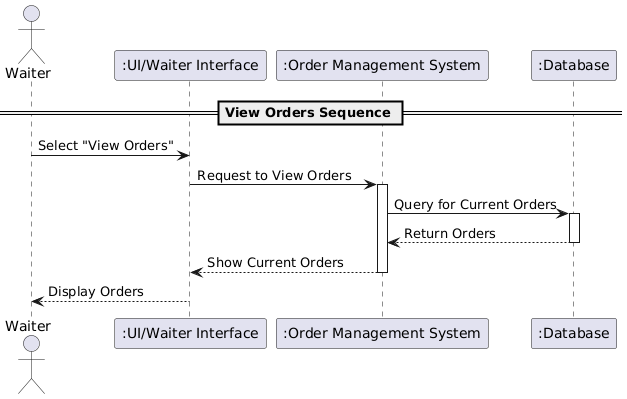 Waiter
:UI/Waiter Interface
:Order Management System
:Database
View Orders Sequence
Select "View Orders"
Request to View Orders
Query for Current Orders
Return Orders
Show Current Orders
Display Orders
Waiter
:UI/Waiter Interface
:Order Management System
:Database